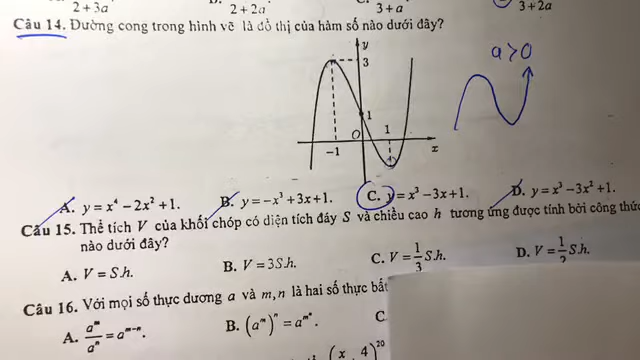 2+3a 2+2a 3+a 3+2a
Câu 14. Đường cong trong hình vẽ là đồ thị của hàm số nào dưới đây?
a>0
y
3
1
O 1
-1 x
A. y = x⁴ - 2x² + 1. B. y = -x³ + 3x + 1. C. y = x³ - 3x + 1. D. y = x³ - 3x² + 1.
Câu 15. Thể tích V của khối chóp có diện tích đáy S và chiều cao h tương ứng được tính bởi công thức
nào dưới đây?
A. V = S.h. B. V = 3S.h. C. V = 1/3 S.h. D. V = 1/2 S.h.
Câu 16. Với mọi số thực dương a và m, n là hai số thực bất
A. aᵐ/aⁿ = aᵐ⁻ⁿ. B. (aᵐ)ⁿ = a^(mⁿ). C